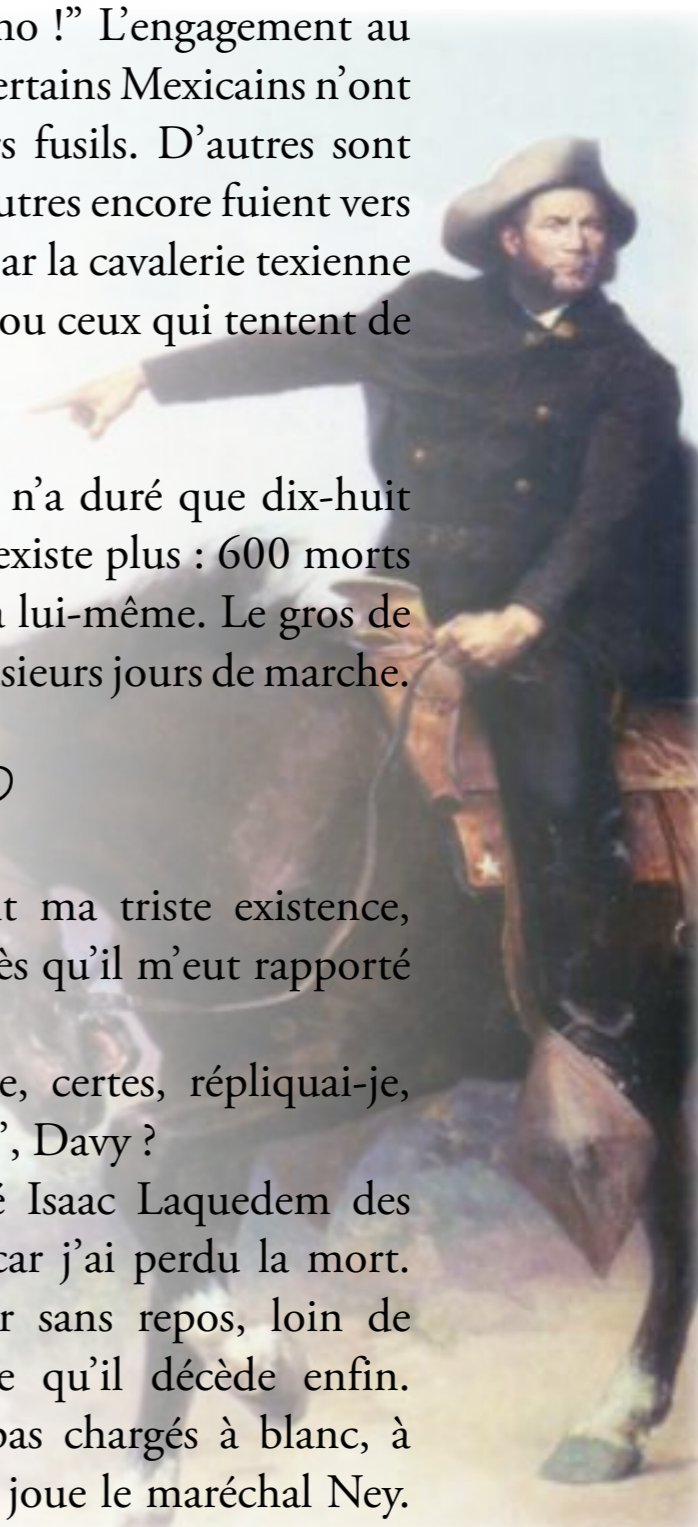 no !” L’engagement au
ertains Mexicains n’ont
s fusils. D’autres sont
utres encore fuient vers
ar la cavalerie texienne
ou ceux qui tentent de
n’a duré que dix-huit
existe plus : 600 morts
a lui-même. Le gros de
sieurs jours de marche.
t ma triste existence,
ès qu’il m’eut rapporté
e, certes, répliquai-je,
”, Davy ?
é Isaac Laquedem des
car j’ai perdu la mort.
r sans repos, loin de
e qu’il décède enfin.
pas chargés à blanc, à
joue le maréchal Ney.